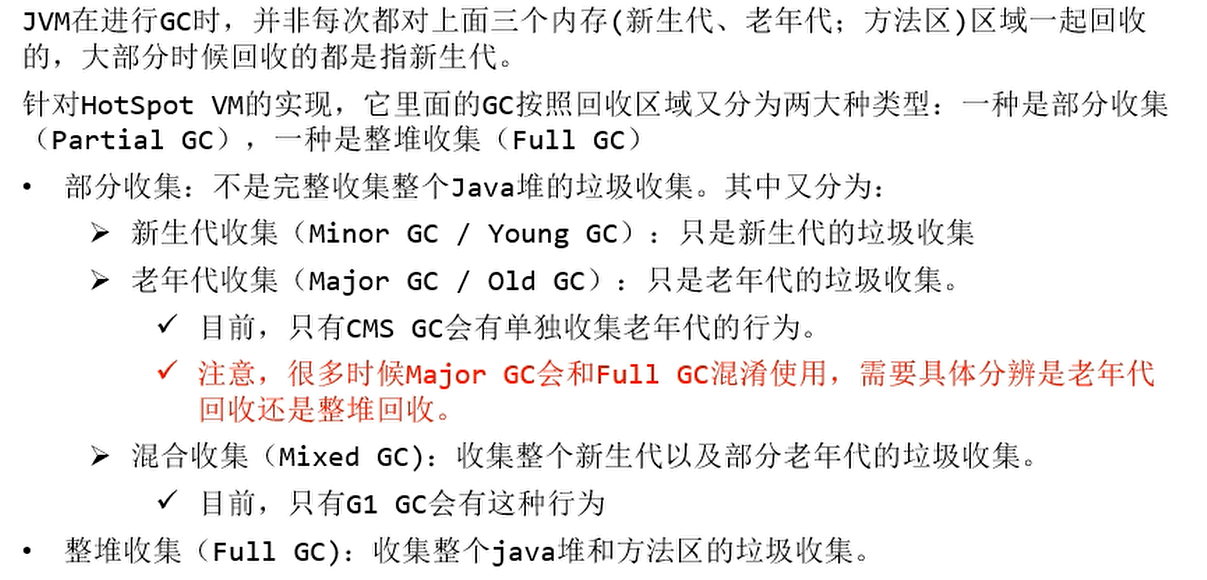 JVM在进行GC时，并非每次都对上面三个内存(新生代、老年代；方法区)区域一起回收
的，大部分时候回收的都是指新生代。
针对HotSpot VM的实现，它里面的GC按照回收区域又分为两大种类型：一种是部分收集
（Partial GC），一种是整堆收集（Full GC）
• 部分收集：不是完整收集整个Java堆的垃圾收集。其中又分为：
➢ 新生代收集（Minor GC / Young GC）：只是新生代的垃圾收集
➢ 老年代收集（Major GC / Old GC）：只是老年代的垃圾收集。
✓ 目前，只有CMS GC会有单独收集老年代的行为。
✓ 注意，很多时候Major GC会和Full GC混淆使用，需要具体分辨是老年代
回收还是整堆回收。
➢ 混合收集（Mixed GC)：收集整个新生代以及部分老年代的垃圾收集。
✓ 目前，只有G1 GC会有这种行为
• 整堆收集（Full GC)：收集整个java堆和方法区的垃圾收集。